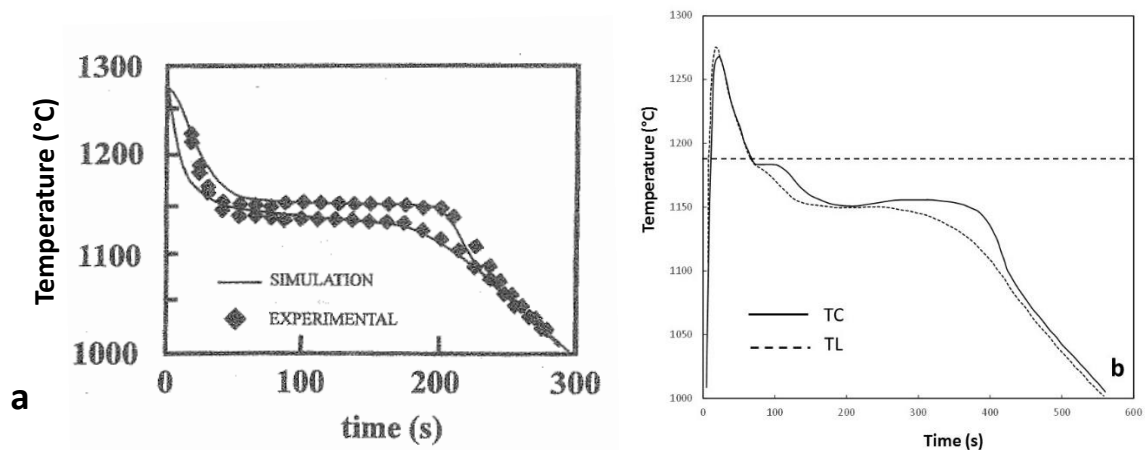 1300
1200
1100
1000
Temperature (°C)
SIMULATION
EXPERIMENTAL
0
100
200
300
time (s)
a
1300
1250
1200
1150
1100
1050
1000
Temperature (°C)
TC
TL
b
0
100
200
300
400
500
600
Time (s)